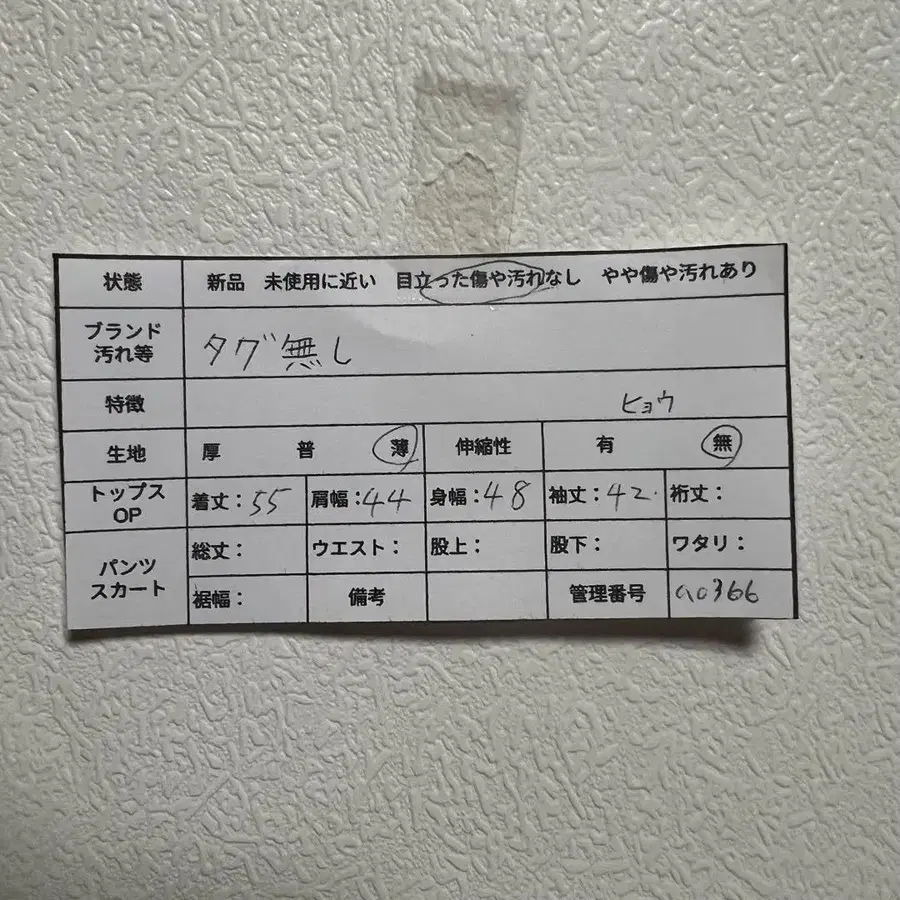 状態 新品 未使用に近い 目立った傷や汚れなし やや傷や汚れあり
ブランド
汚れ等 タグ無し
特徴 ヒョウ
生地 厚 普 薄 伸縮性 有 無
トップス
OP 着丈：55 肩幅：44 身幅：48 袖丈：42. 裄丈：
パンツ
スカート 総丈： ウエスト： 股上： 股下： ワタリ：
裾幅： 備考 管理番号 a0366